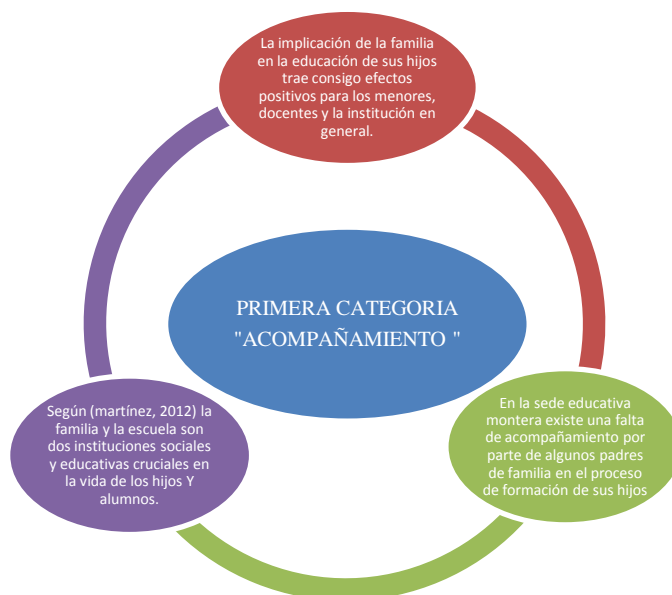 La implicación de la familia
en la educación de sus hijos
trae consigo efectos
positivos para los menores,
docentes y la institución en
general.
PRIMERA CATEGORIA
"ACOMPAÑAMIENTO "
Según (martínez, 2012) la
familia y la escuela son
dos instituciones sociales
y educativas cruciales en
la vida de los hijos Y
alumnos.
En la sede educativa
montera existe una falta
de acompañamiento por
parte de algunos padres
de familia en el proceso
de formación de sus hijos